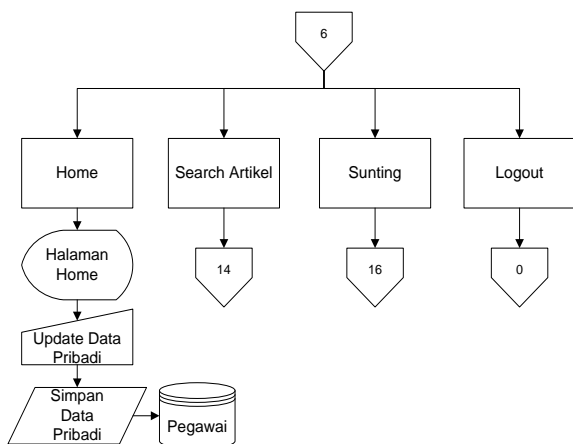 6
Home
Search Artikel
Sunting
Logout
Halaman
Home
14
16
0
Update Data
Pribadi
Simpan
Data
Pribadi
Pegawai